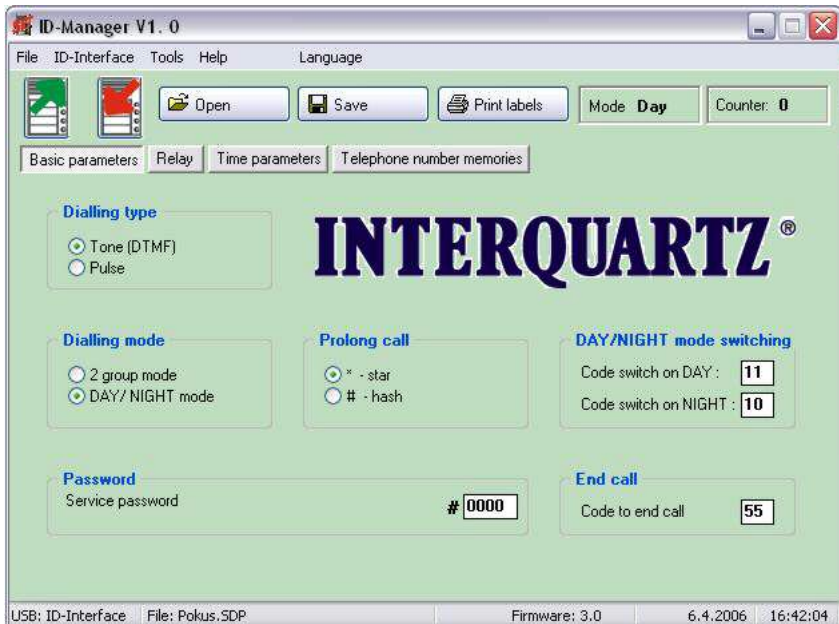 ID-Manager V1. 0
File ID-Interface Tools Help Language
Open Save Print labels Mode Day Counter: 0
Basic parameters Relay Time parameters Telephone number memories
Dialling type
Tone (DTMF)
Pulse
INTERQUARTZ ®
Dialling mode Prolong call DAY/NIGHT mode switching
2 group mode * - star Code switch on DAY : 11
DAY/ NIGHT mode # - hash Code switch on NIGHT : 10
Password End call
Service password # 0000 Code to end call 55
USB: ID-Interface File: Pokus.SDP Firmware: 3.0 6.4.2006 16:42:04